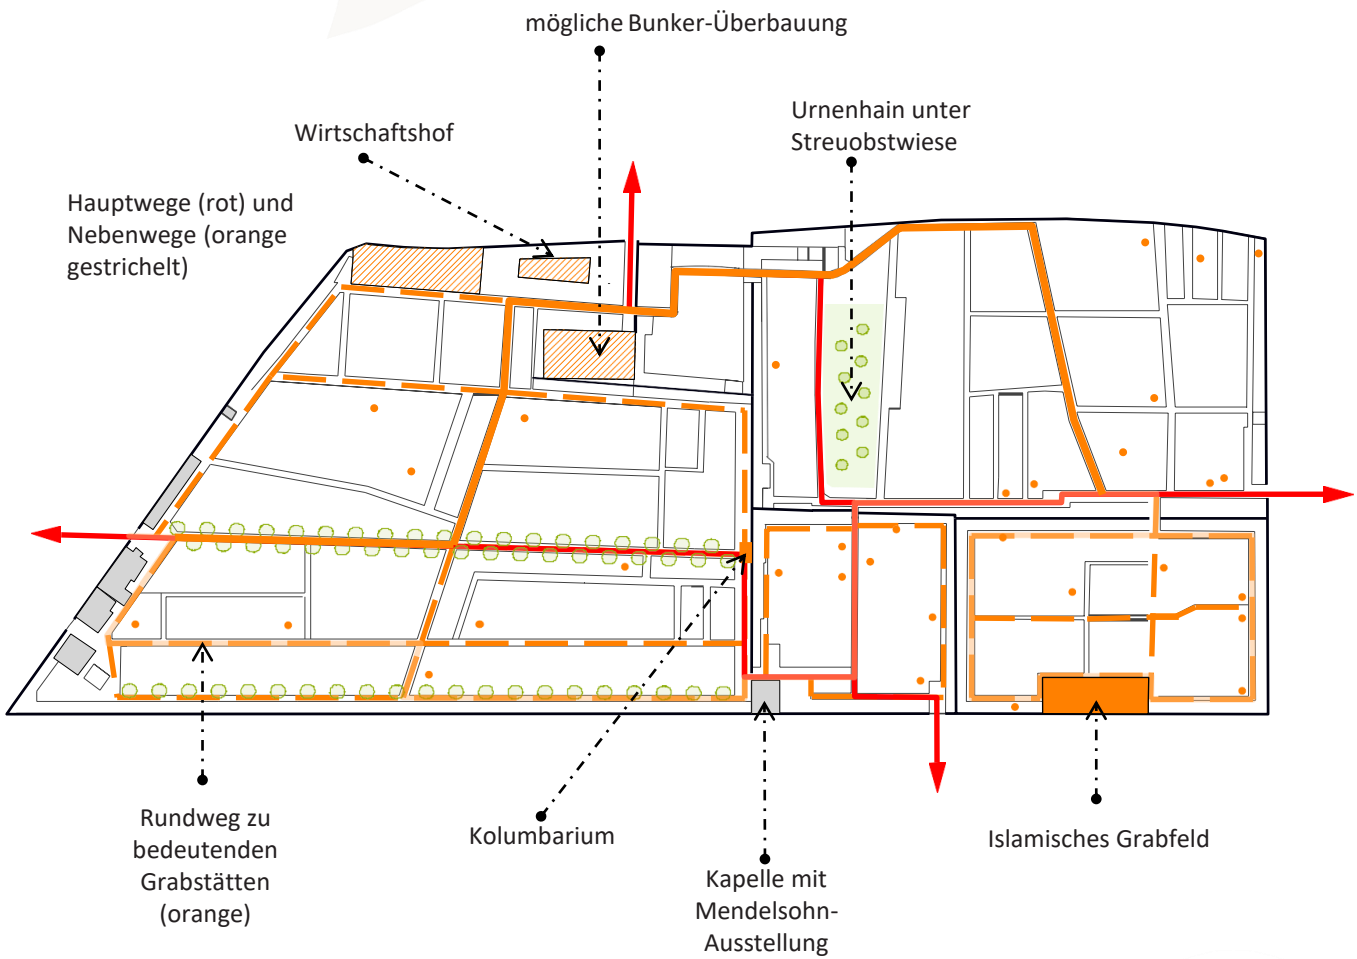 mögliche Bunker-Überbauung
Urnenhain unter
Streuobstwiese
Wirtschaftshof
Hauptwege (rot) und
Nebenwege (orange
gestrichelt)
Rundweg zu
bedeutenden
Grabstätten
(orange)
Kolumbarium
Kapelle mit
Mendelsohn-
Ausstellung
Islamisches Grabfeld